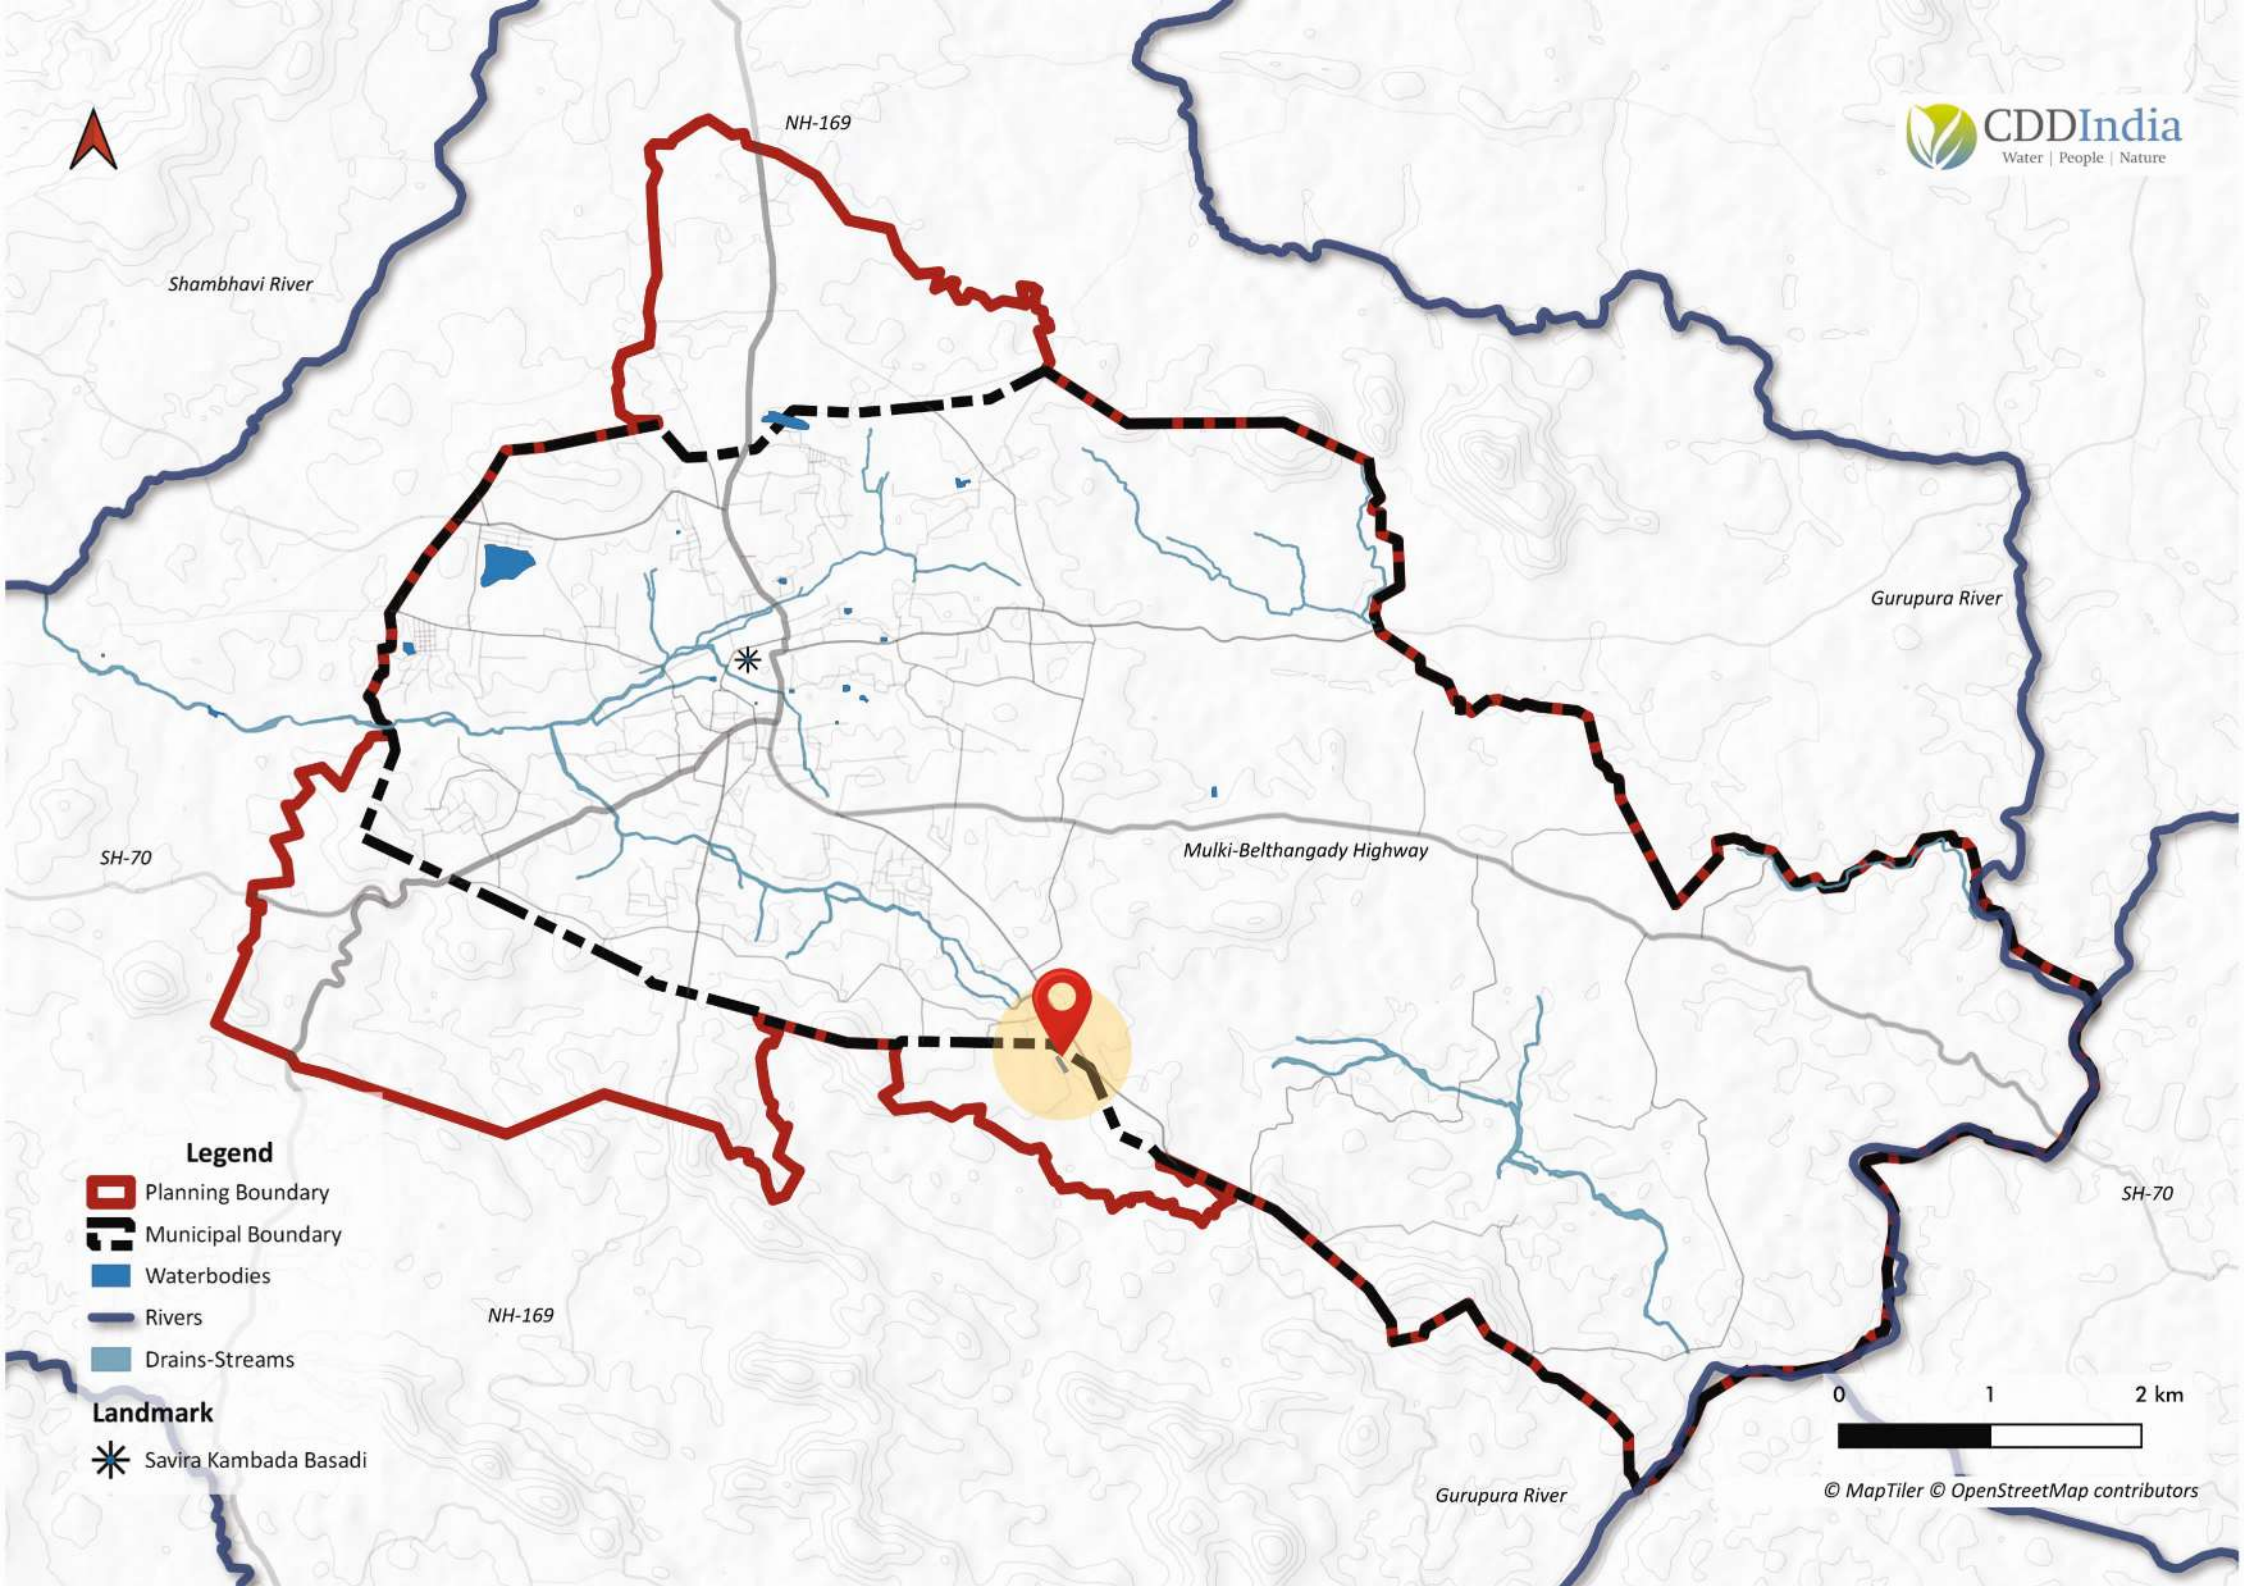 NH-169
CDDIndia
Water | People | Nature
Shambhavi River
Gurupura River
SH-70
Mulki-Belthangady Highway
SH-70
NH-169
Gurupura River
Legend
Planning Boundary
Municipal Boundary
Waterbodies
Rivers
Drains-Streams
Landmark
Savira Kambada Basadi
0 1 2 km
© MapTiler © OpenStreetMap contributors